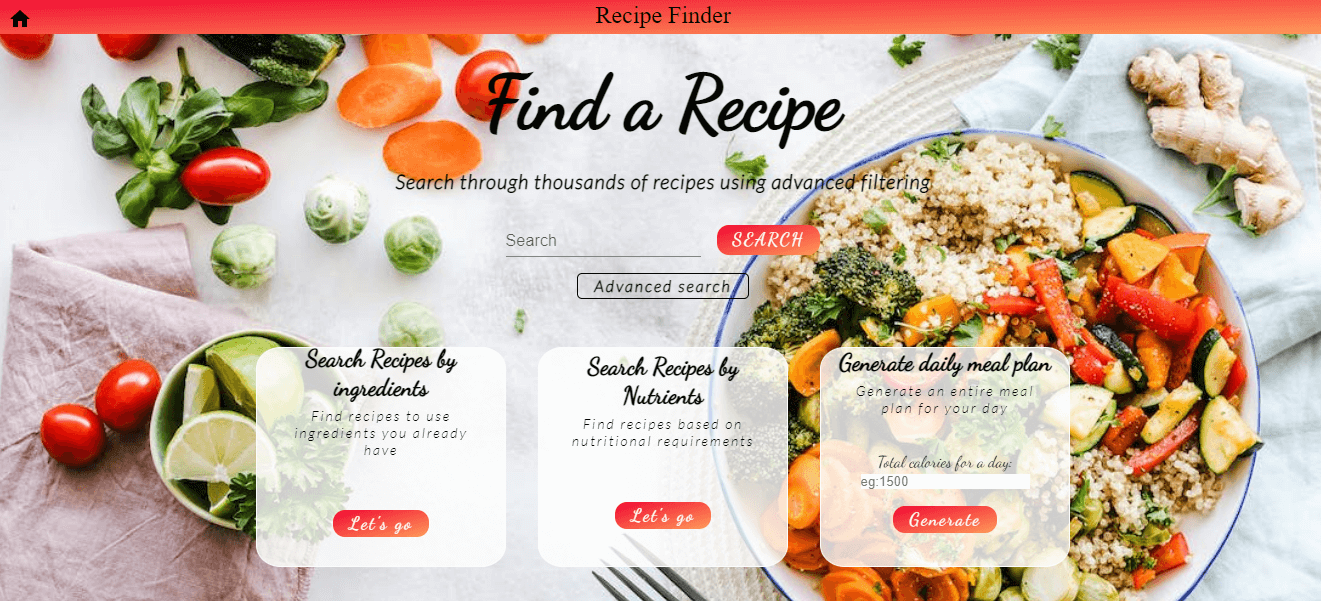 Recipe Finder
Find a Recipe
Search through thousands of recipes using advanced filtering
Search
SEARCH
Advanced search
Search Recipes by
ingredients
Find recipes to use
ingredients you already
have
Let's go
Search Recipes by
Nutrients
Find recipes based on
nutritional requirements
Let's go
Generate daily meal plan
Generate an entire meal
plan for your day
Total calories for a day:
eg:1500
Generate